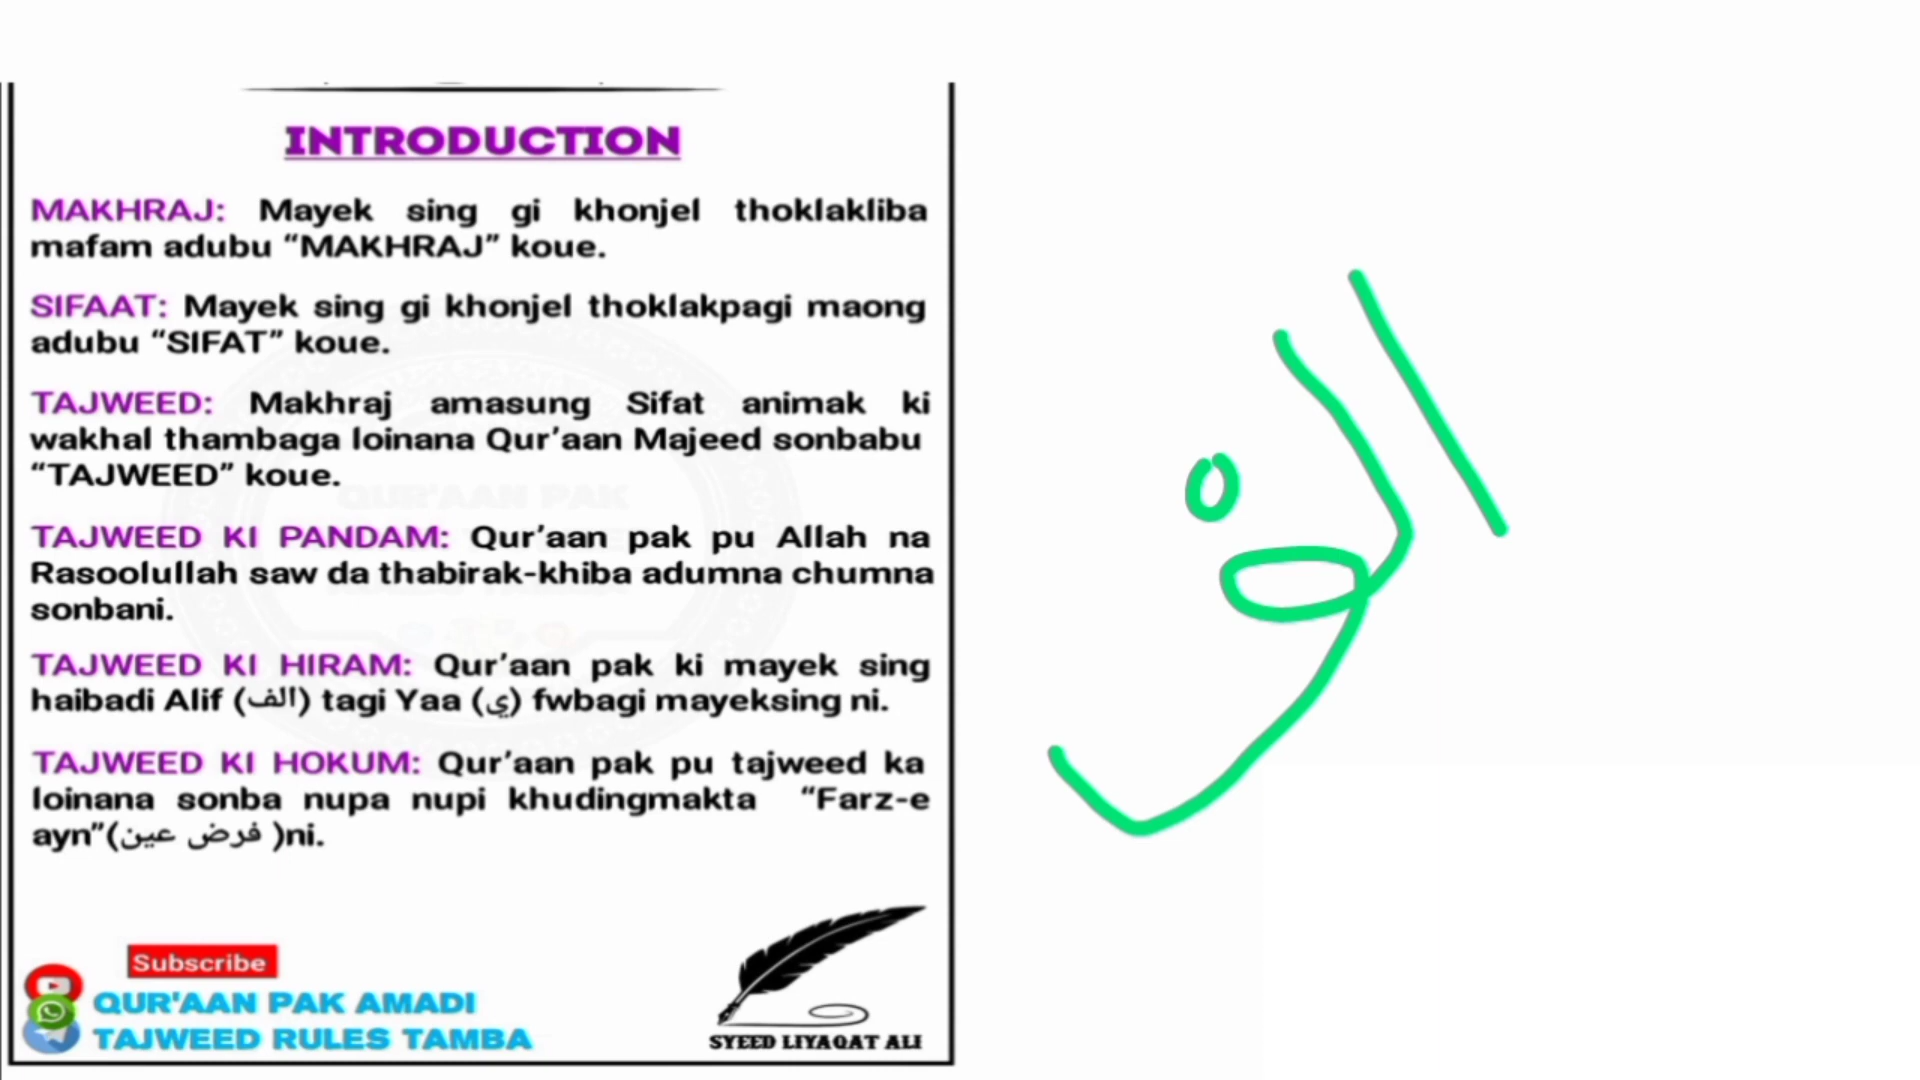 INTRODUCTION
MAKHRAJ: Mayek sing gi khonjel thoklakliba
mafam adubu “MAKHRAJ” koue.
SIFAAT: Mayek sing gi khonjel thoklakpagi maong
adubu “SIFAT” koue.
TAJWEED: Makhraj amasung Sifat animak ki
wakhal thambaga loinana Qur’aan Majeed sonbabu
“TAJWEED” koue.
TAJWEED KI PANDAM: Qur’aan pak pu Allah na
Rasoolullah saw da thabirak-khiba adumna chumna
sonbani.
TAJWEED KI HIRAM: Qur’aan pak ki mayek sing
haibadi Alif (الف) tagi Yaa (ي) fwbagi mayeksing ni.
TAJWEED KI HOKUM: Qur’aan pak pu tajweed ka
loinana sonba nupa nupi khudingmakta “Farz-e
ayn”(فرض عين )ni.
Subscribe
QUR'AAN PAK AMADI
TAJWEED RULES TAMBA
SYEED LIYAQAT ALI